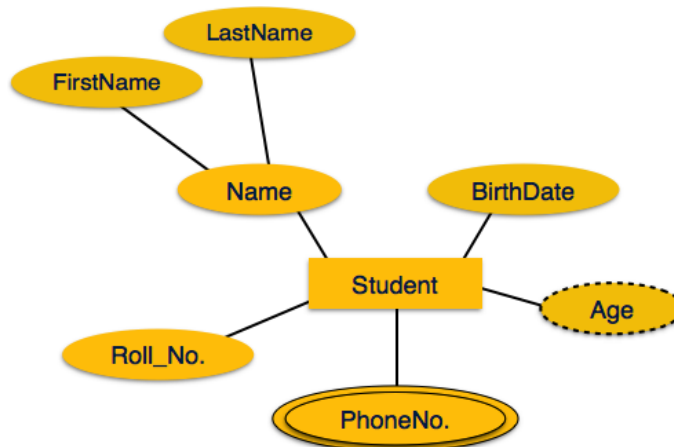 LastName
FirstName
Name
BirthDate
Student
Age
Roll_No.
PhoneNo.